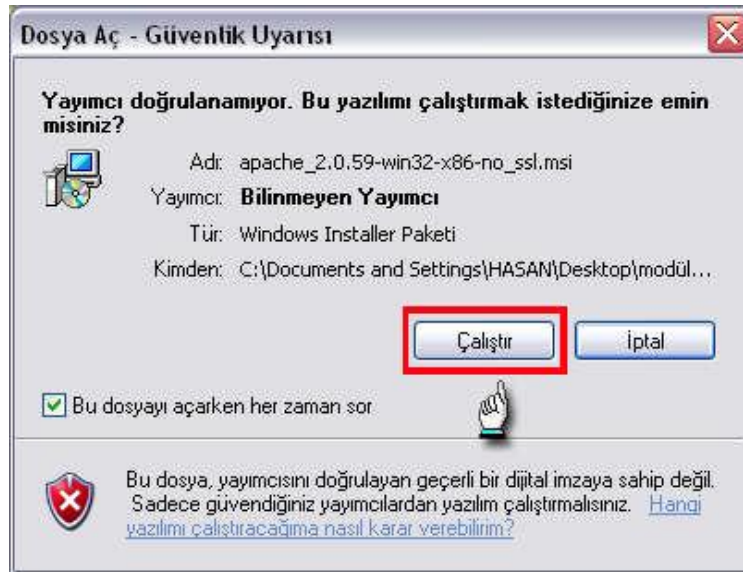 Dosya Aç - Güvenlik Uyarısı
Yayımcı doğrulanamıyor. Bu yazılımı çalıştırmak istediğinize emin
misiniz?
Adı: apache_2.0.59-win32-x86-no_ssl.msi
Yayımcı: Bilinmeyen Yayımcı
Tür: Windows Installer Paketi
Kimden: C:\Documents and Settings\HASAN\Desktop\modül...
Çalıştır İptal
Bu dosyayı açarken her zaman sor
Bu dosya, yayımcısını doğrulayan geçerli bir dijital imzaya sahip değil.
Sadece güvendiğiniz yayımcılardan yazılım çalıştırmalısınız. Hangi
yazılımı çalıştıracağıma nasıl karar verebilirim?